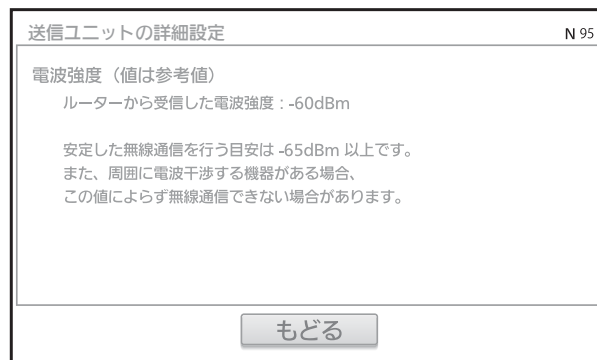 送信ユニットの詳細設定 N 95
電波強度（値は参考値）
ルーターから受信した電波強度：-60dBm
安定した無線通信を行う目安は -65dBm 以上です。
また、周囲に電波干渉する機器がある場合、
この値によらず無線通信できない場合があります。
もどる